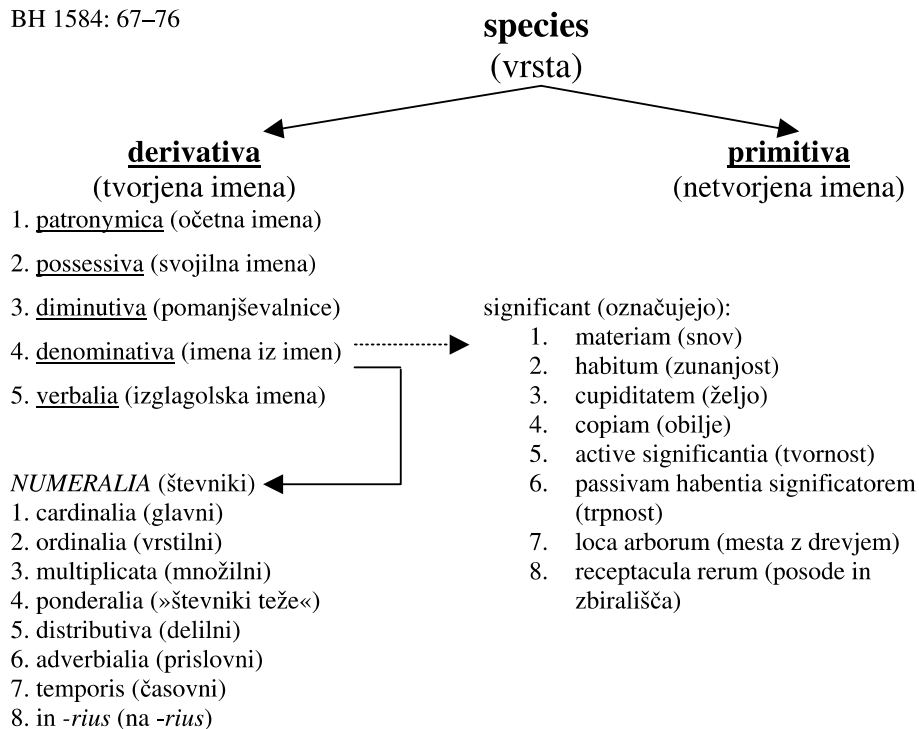 BH 1584: 67–76
species
(vrsta)
derivativa
(tvorjena imena)
primitiva
(netvorjena imena)
1. patronymica (očetna imena)
2. possessiva (svojilna imena)
3. diminutiva (pomanjševalnice)
4. denominativa (imena iz imen)
5. verbalia (izglagolska imena)
significant (označujejo):
1. materiam (snov)
2. habitum (zunanjost)
3. cupiditatem (željo)
4. copiam (obilje)
5. active significantia (tvornost)
6. passivam habentia significatorem
(trpnost)
7. loca arborum (mesta z drevjem)
8. receptacula rerum (posode in
zbirališča)
NUMERALIA (števniki)
1. cardinalia (glavni)
2. ordinalia (vrstilni)
3. multiplicata (množilni)
4. ponderalia (»števniki teže«)
5. distributiva (delilni)
6. adverbialia (prislovni)
7. temporis (časovni)
8. in -rius (na -rius)